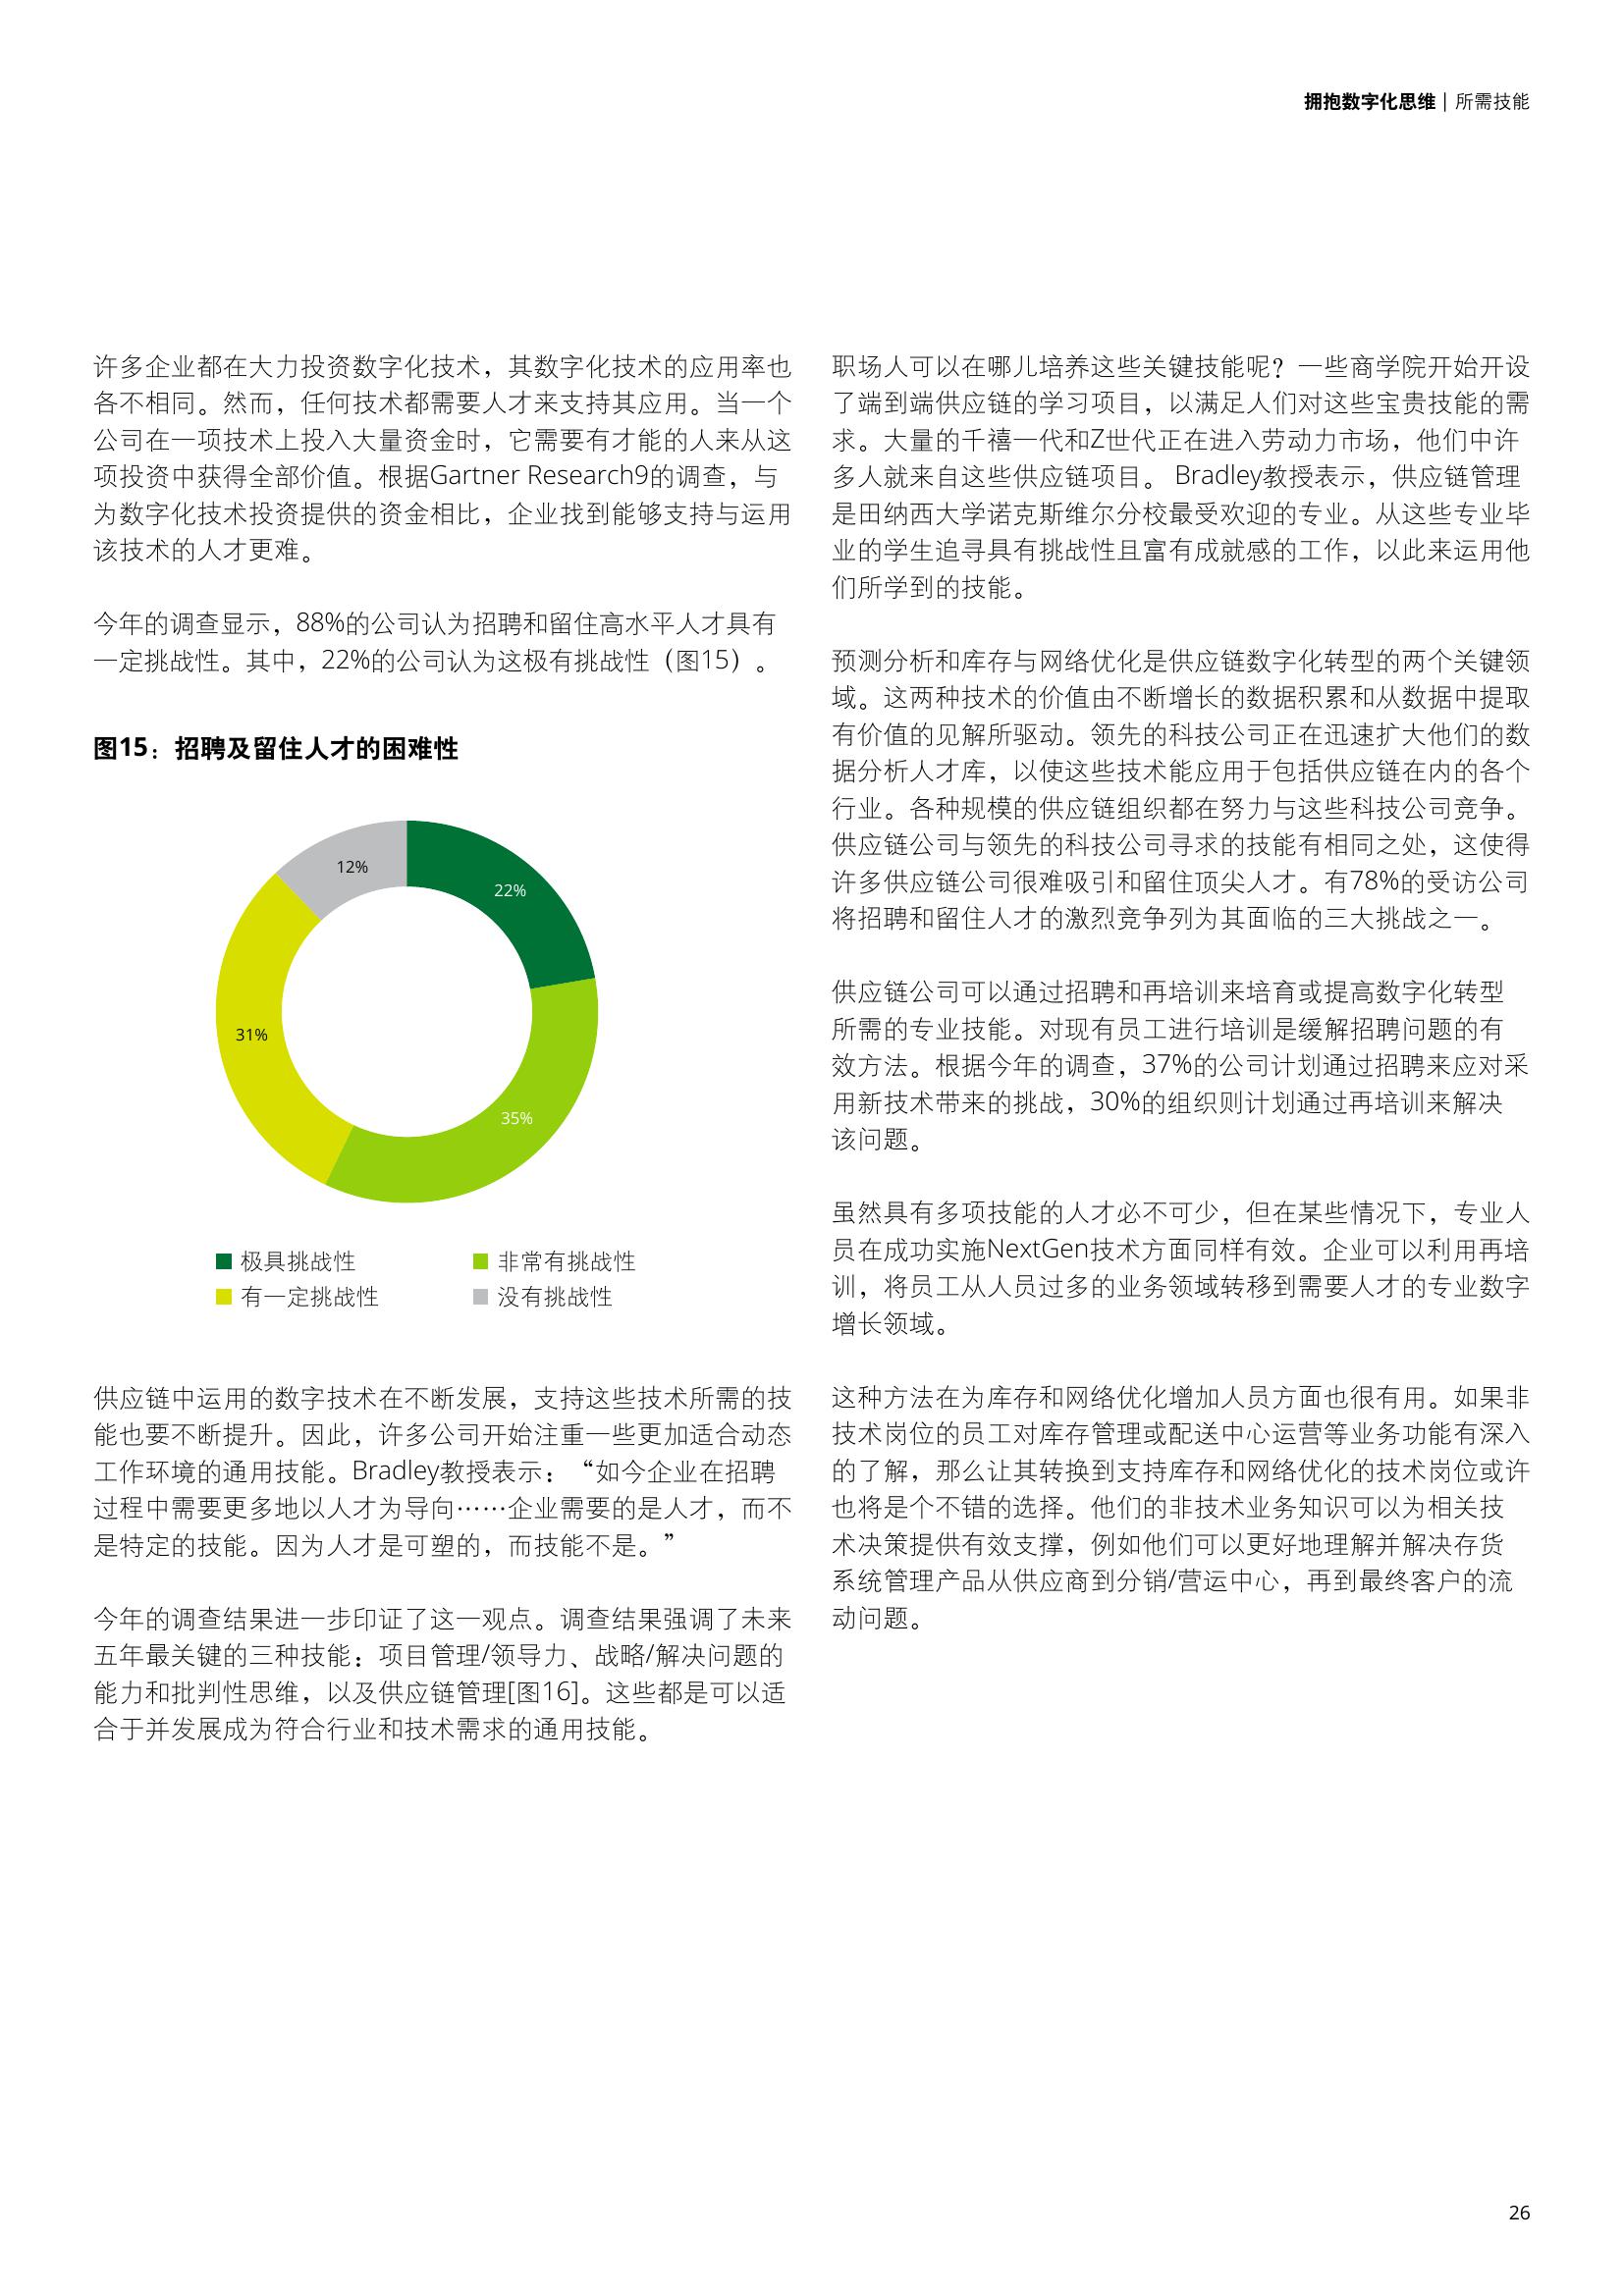 拥抱数字化思维 | 所需技能
许多企业都在大力投资数字化技术，其数字化技术的应用率也
各不相同。然而，任何技术都需要人才来支持其应用。当一个
公司在一项技术上投入大量资金时，它需要有才能的人来从这
项投资中获得全部价值。根据Gartner Research9的调查，与
为数字化技术投资提供的资金相比，企业找到能够支持与运用
该技术的人才更难。
今年的调查显示，88%的公司认为招聘和留住高水平人才具有
一定挑战性。其中，22%的公司认为这极有挑战性（图15）。
图15：招聘及留住人才的困难性
12%
22%
31%
35%
极具挑战性
非常有挑战性
有一定挑战性
没有挑战性
供应链中运用的数字技术在不断发展，支持这些技术所需的技
能也要不断提升。因此，许多公司开始注重一些更加适合动态
工作环境的通用技能。Bradley教授表示：“如今企业在招聘
过程中需要更多地以人才为导向……企业需要的是人才，而不
是特定的技能。因为人才是可塑的，而技能不是。”
今年的调查结果进一步印证了这一观点。调查结果强调了未来
五年最关键的三种技能：项目管理/领导力、战略/解决问题的
能力和批判性思维，以及供应链管理[图16]。这些都是可以适
合于并发展成为符合行业和技术需求的通用技能。
职场人可以在哪儿培养这些关键技能呢？一些商学院开始开设
了端到端供应链的学习项目，以满足人们对这些宝贵技能的需
求。大量的千禧一代和Z世代正在进入劳动力市场，他们中许
多人就来自这些供应链项目。 Bradley教授表示，供应链管理
是田纳西大学诺克斯维尔分校最受欢迎的专业。从这些专业毕
业的学生追寻具有挑战性且富有成就感的工作，以此来运用他
们所学到的技能。
预测分析和库存与网络优化是供应链数字化转型的两个关键领
域。这两种技术的价值由不断增长的数据积累和从数据中提取
有价值的见解所驱动。领先的科技公司正在迅速扩大他们的数
据分析人才库，以使这些技术能应用于包括供应链在内的各个
行业。各种规模的供应链组织都在努力与这些科技公司竞争。
供应链公司与领先的科技公司寻求的技能有相同之处，这使得
许多供应链公司很难吸引和留住顶尖人才。有78%的受访公司
将招聘和留住人才的激烈竞争列为其面临的三大挑战之一。
供应链公司可以通过招聘和再培训来培育或提高数字化转型
所需的专业技能。对现有员工进行培训是缓解招聘问题的有
效方法。根据今年的调查，37%的公司计划通过招聘来应对采
用新技术带来的挑战，30%的组织则计划通过再培训来解决
该问题。
虽然具有多项技能的人才必不可少，但在某些情况下，专业人
员在成功实施NextGen技术方面同样有效。企业可以利用再培
训，将员工从人员过多的业务领域转移到需要人才的专业数字
增长领域。
这种方法在为库存和网络优化增加人员方面也很有用。如果非
技术岗位的员工对库存管理或配送中心运营等业务功能有深入
的了解，那么让其转换到支持库存和网络优化的技术岗位或许
也将是个不错的选择。他们的非技术业务知识可以为相关技
术决策提供有效支撑，例如他们可以更好地理解并解决存货
系统管理产品从供应商到分销/营运中心，再到最终客户的流
动问题。
26